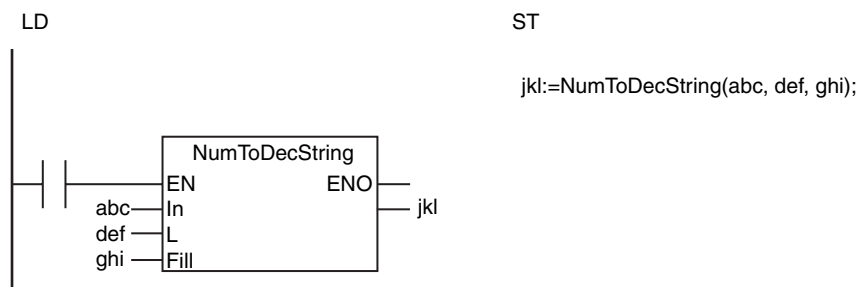 LD
ST
jkl:=NumToDecString(abc, def, ghi);
NumToDecString
EN ENO
abc In jkl
def L
ghi Fill